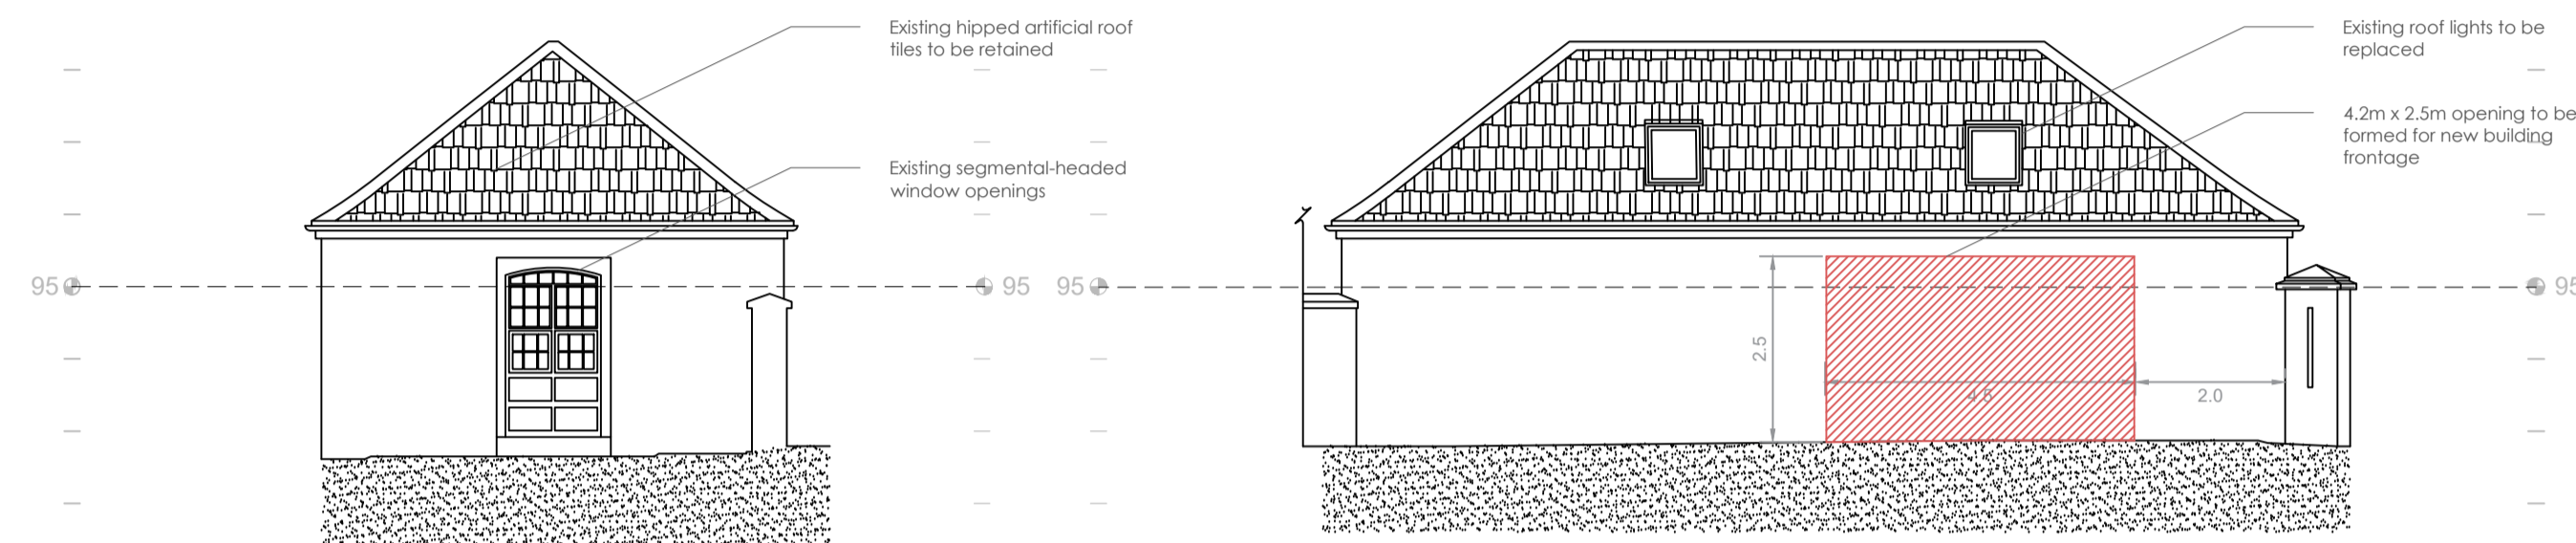 Existing hipped artificial roof
tiles to be retained
Existing segmental-headed
window openings
Existing roof lights to be
replaced
4.2m x 2.5m opening to be
formed for new building
frontage
95
95
95
95
2.5
4.5
2.0